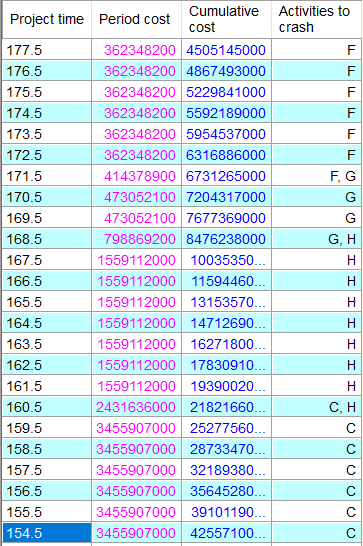 Project time Period cost Cumulative cost Activities to crash
177.5 362348200 4505145000 F
176.5 362348200 4867493000 F
175.5 362348200 5229841000 F
174.5 362348200 5592189000 F
173.5 362348200 5954537000 F
172.5 362348200 6316886000 F
171.5 414378900 6731265000 F, G
170.5 473052100 7204317000 G
169.5 473052100 7677369000 G
168.5 798869200 8476238000 G, H
167.5 1559112000 10035350... H
166.5 1559112000 11594460... H
165.5 1559112000 13153570... H
164.5 1559112000 14712690... H
163.5 1559112000 16271800... H
162.5 1559112000 17830910... H
161.5 1559112000 19390020... H
160.5 2431636000 21821660... C, H
159.5 3455907000 25277560... C
158.5 3455907000 28733470... C
157.5 3455907000 32189380... C
156.5 3455907000 35645280... C
155.5 3455907000 39101190... C
154.5 3455907000 42557100... C